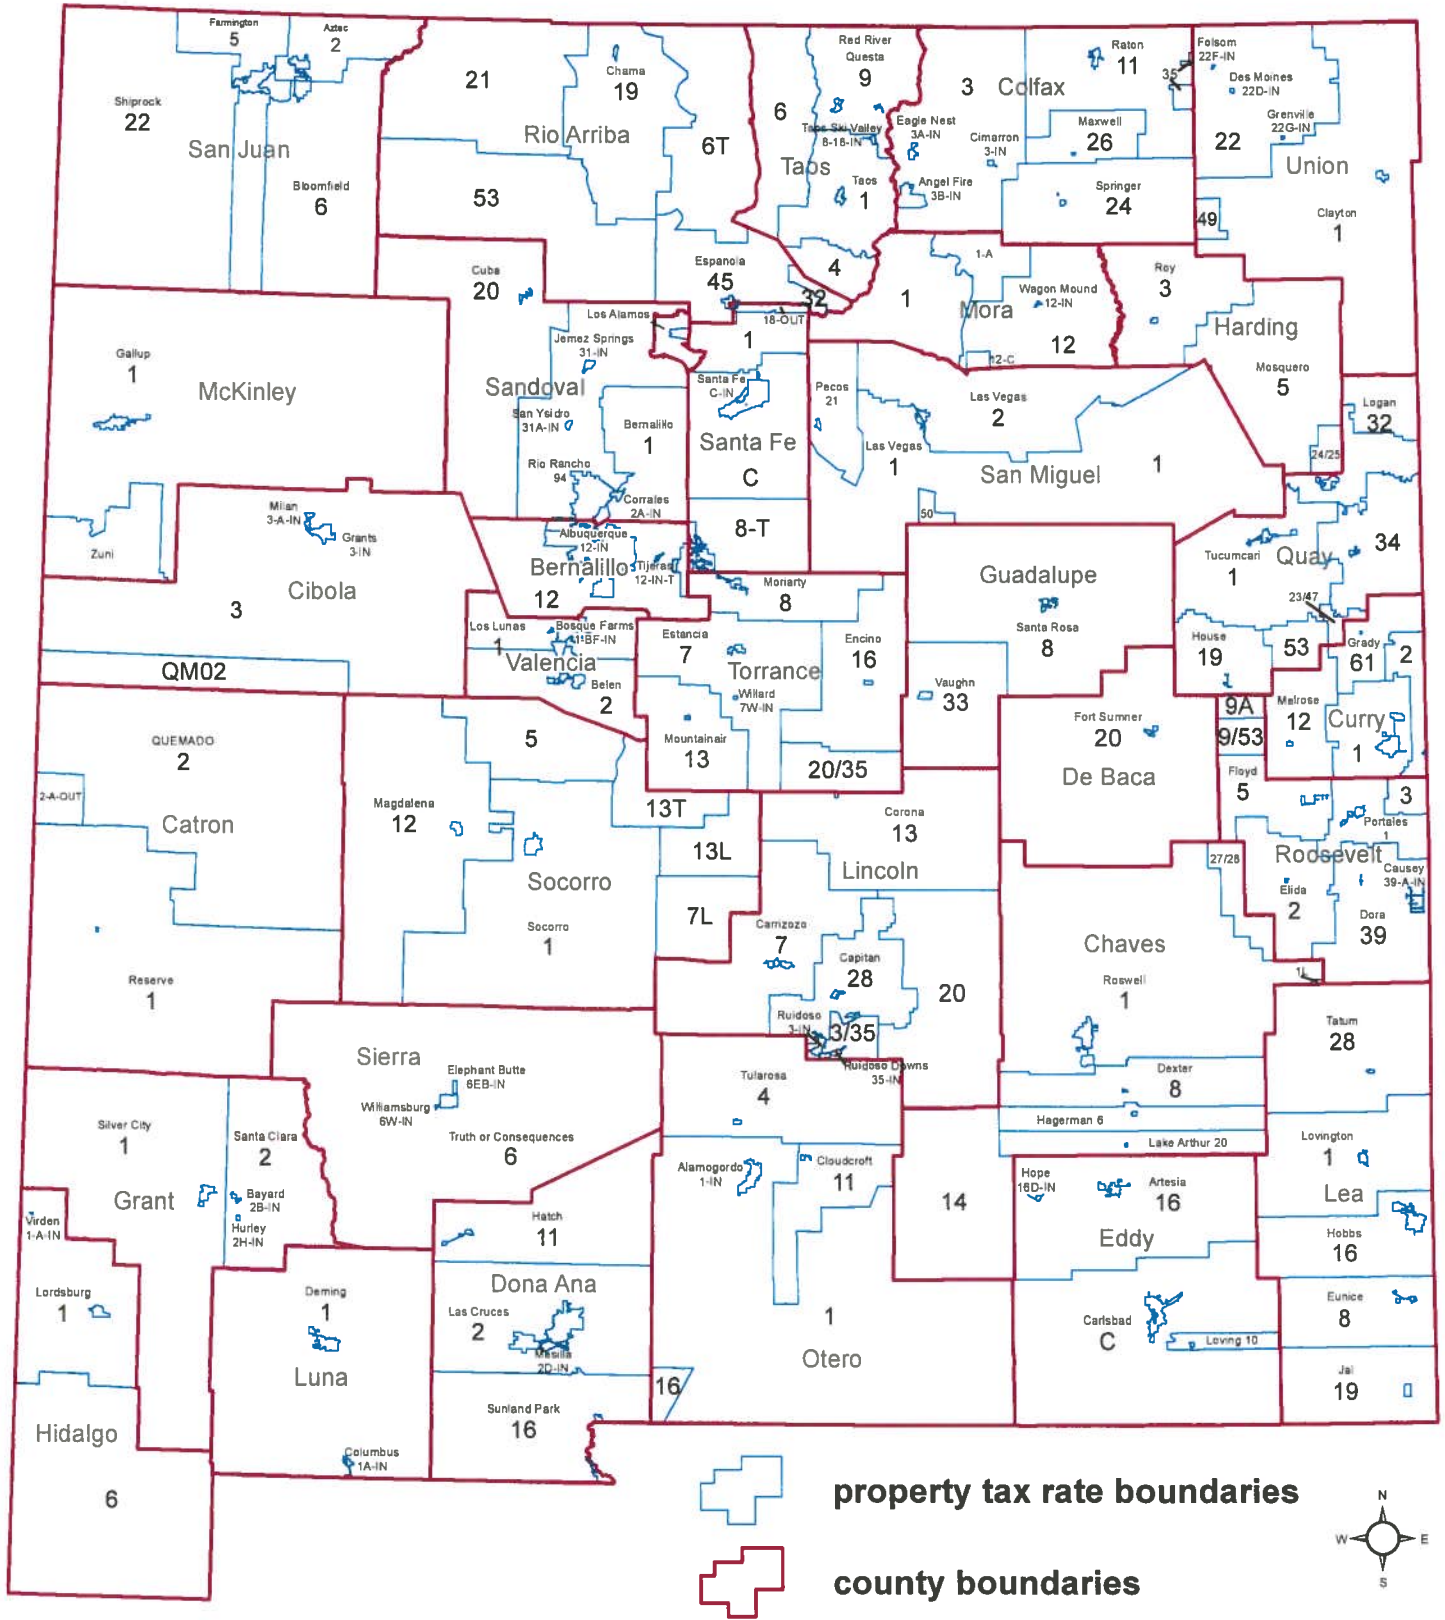 Farmington
5
Aztec
2
Shiprock
22
San Juan
Bloomfield
6
21
Chama
19
Rio Arriba
53
6T
Espanola
45
6
Red River
Questa
9
Taos Ski Valley
8-16-IN
Taos
Taos
1
4
32
3
Colfax
Raton
11
35
Eagle Nest
3A-IN
Cimarron
3-IN
Maxwell
26
Angel Fire
3B-IN
Springer
24
Folsom
22F-IN
Des Moines
22D-IN
Grenville
22G-IN
22
Union
49
Clayton
1
Cuba
20
Los Alamos
Jemez Springs
31-IN
Sandoval
San Ysidro
31A-IN
Bernalillo
1
Rio Rancho
94
Corrales
2A-IN
18-OUT
1
Santa Fe
C-IN
Santa Fe
C
8-T
1-A
1
Mora
Wagon Mound
12-IN
12
12-C
Roy
3
Harding
Mosquero
5
24/25
Gallup
1
McKinley
Zuni
Pecos
21
Las Vegas
2
Las Vegas
1
San Miguel
1
50
Logan
32
34
Tucumcari
1
Quay
23/47
House
19
53
Milan
3-A-IN
Grants
3-IN
Cibola
3
QM02
Albuquerque
12-IN
Bernalillo
Tijeras
12-IN-T
12
Los Lunas
1
Bosque Farms
1-BF-IN
Valencia
Belen
2
Moriarty
8
Estancia
7
Torrance
Willard
7W-IN
Encino
16
Mountainair
13
20/35
Guadalupe
Santa Rosa
8
Vaughn
33
Grady
61
2
Melrose
12
Curry
1
9A
9/53
Fort Sumner
20
De Baca
Floyd
5
3
Portales
1
Roosevelt
Causey
39-A-IN
Elida
2
Dora
39
27/28
QUEMADO
2
2-A-OUT
Catron
Reserve
1
5
Magdalena
12
Socorro
Socorro
1
13T
13L
7L
Corona
13
Lincoln
Carrizozo
7
Capitan
28
20
Ruidoso
3-IN
3/35
Ruidoso Downs
35-IN
Chaves
Roswell
1
Dexter
8
Hagerman 6
Lake Arthur 20
Tatum
28
Lovington
1
Lea
Hobbs
16
Eunice
8
Jal
19
Sierra
Elephant Butte
6EB-IN
Williamsburg
6W-IN
Truth or Consequences
6
Tularosa
4
Alamogordo
1-IN
Cloudcroft
11
14
1
Otero
16
Hope
16D-IN
Artesia
16
Eddy
Carlsbad
C
Loving 10
Silver City
1
Santa Clara
2
Grant
Bayard
2B-IN
Hurley
2H-IN
Virden
1-A-IN
Lordsburg
1
Hidalgo
6
Deming
1
Luna
Columbus
1A-IN
Hatch
11
Dona Ana
Las Cruces
2
Mesilla
2D-IN
Sunland Park
16
property tax rate boundaries
county boundaries
N
W
E
S